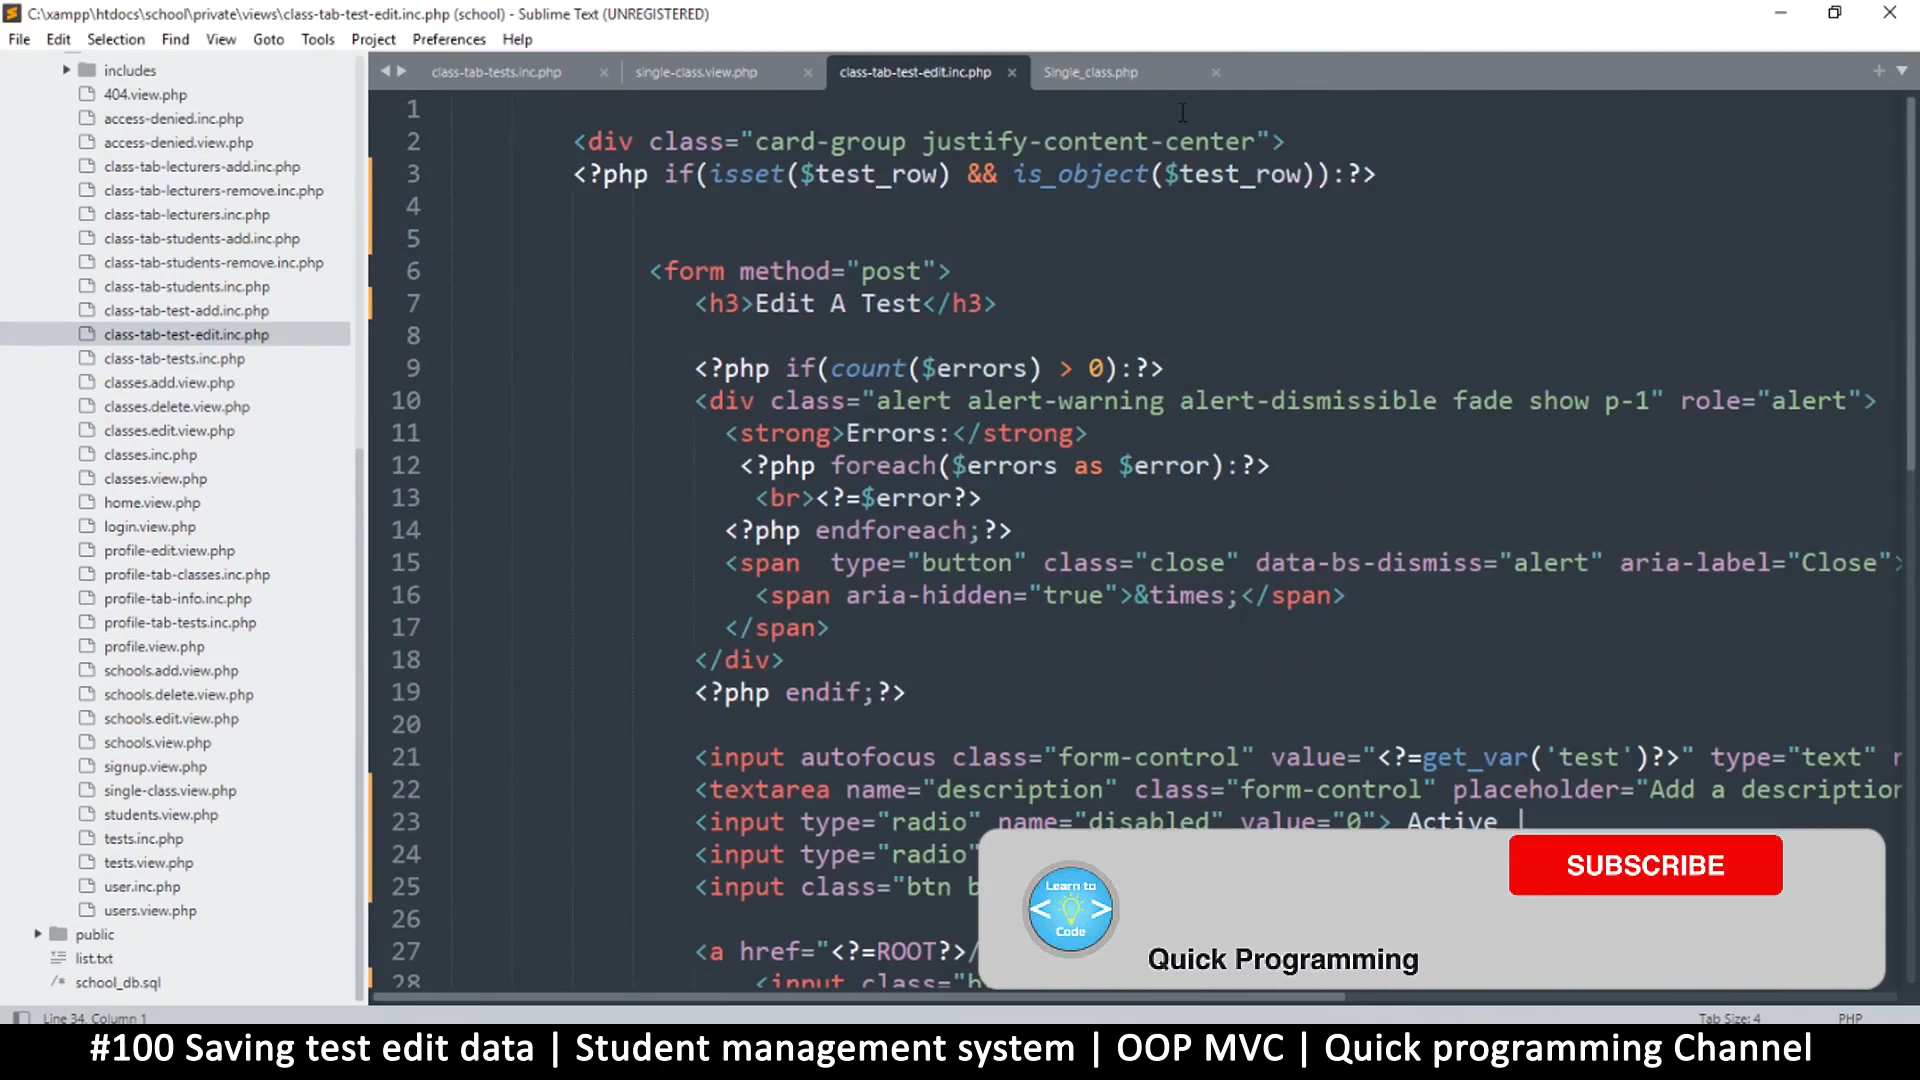 C:\xampp\htdocs\school\private\views\class-tab-test-edit.inc.php (school) - Sublime Text (UNREGISTERED)
File Edit Selection Find View Goto Tools Project Preferences Help
includes
404.view.php
access-denied.inc.php
access-denied.view.php
class-tab-lecturers-add.inc.php
class-tab-lecturers-remove.inc.php
class-tab-lecturers.inc.php
class-tab-students-add.inc.php
class-tab-students-remove.inc.php
class-tab-students.inc.php
class-tab-test-add.inc.php
class-tab-test-edit.inc.php
class-tab-tests.inc.php
classes.add.view.php
classes.delete.view.php
classes.edit.view.php
classes.inc.php
classes.view.php
home.view.php
login.view.php
profile-edit.view.php
profile-tab-classes.inc.php
profile-tab-info.inc.php
profile-tab-tests.inc.php
profile.view.php
schools.add.view.php
schools.delete.view.php
schools.edit.view.php
schools.view.php
signup.view.php
single-class.view.php
students.view.php
tests.inc.php
tests.view.php
user.inc.php
users.view.php
public
list.txt
/* school_db.sql
class-tab-tests.inc.php × single-class.view.php × class-tab-test-edit.inc.php × Single_class.php ×
1
2 <div class="card-group justify-content-center">
3 <?php if(isset($test_row) && is_object($test_row)):?>
4
5
6 <form method="post">
7 <h3>Edit A Test</h3>
8
9 <?php if(count($errors) > 0):?>
10 <div class="alert alert-warning alert-dismissible fade show p-1" role="alert">
11 <strong>Errors:</strong>
12 <?php foreach($errors as $error):?>
13 <br><?=$error?>
14 <?php endforeach;?>
15 <span type="button" class="close" data-bs-dismiss="alert" aria-label="Close">
16 <span aria-hidden="true">&times;</span>
17 </span>
18 </div>
19 <?php endif;?>
20
21 <input autofocus class="form-control" value="<?=get_var('test')?>" type="text"
22 <textarea name="description" class="form-control" placeholder="Add a description
23 <input type="radio" name="disabled" value="0"> Active |
24 <input type="radio"
25 <input class="btn
26
27 <a href="<?=ROOT?>/
28 <input class="b
Learn to
< >
Code
SUBSCRIBE
Quick Programming
Line 34, Column 1 Tab Size: 4 PHP
#100 Saving test edit data | Student management system | OOP MVC | Quick programming Channel